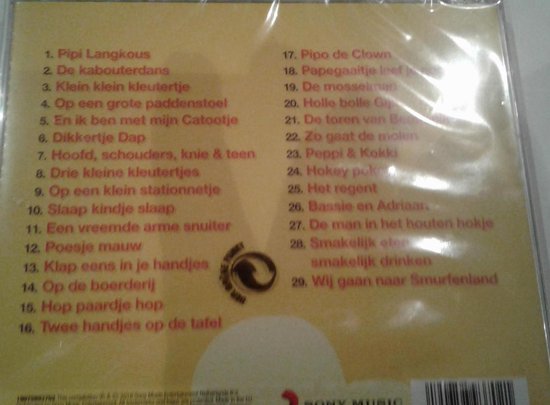 1. Pipi Langkous
2. De kabouterdans
3. Klein klein kleutertje
4. Op een grote paddenstoel
5. En ik ben met mijn Catootje
6. Dikkertje Dap
7. Hoofd, schouders, knie & teen
8. Drie kleine kleutertjes
9. Op een klein stationnetje
10. Slaap kindje slaap
11. Een vreemde arme snuiter
12. Poesje mauw
13. Klap eens in je handjes
14. Op de boerderij
15. Hop paardje hop
16. Twee handjes op de tafel
17. Pipo de Clown
18. Papegaaitje leef je
19. De mosselman
20. Holle bolle Gijs
21. De toren van
22. Zo gaat de molen
23. Peppi & Kokki
24. Hokey
25. Het regent
26. Bassie en Adriaan
27. De man in het houten hokje
28. Smakelijk eten
smakelijk drinken
29. Wij gaan naar Smurfenland
SONY MUSIC